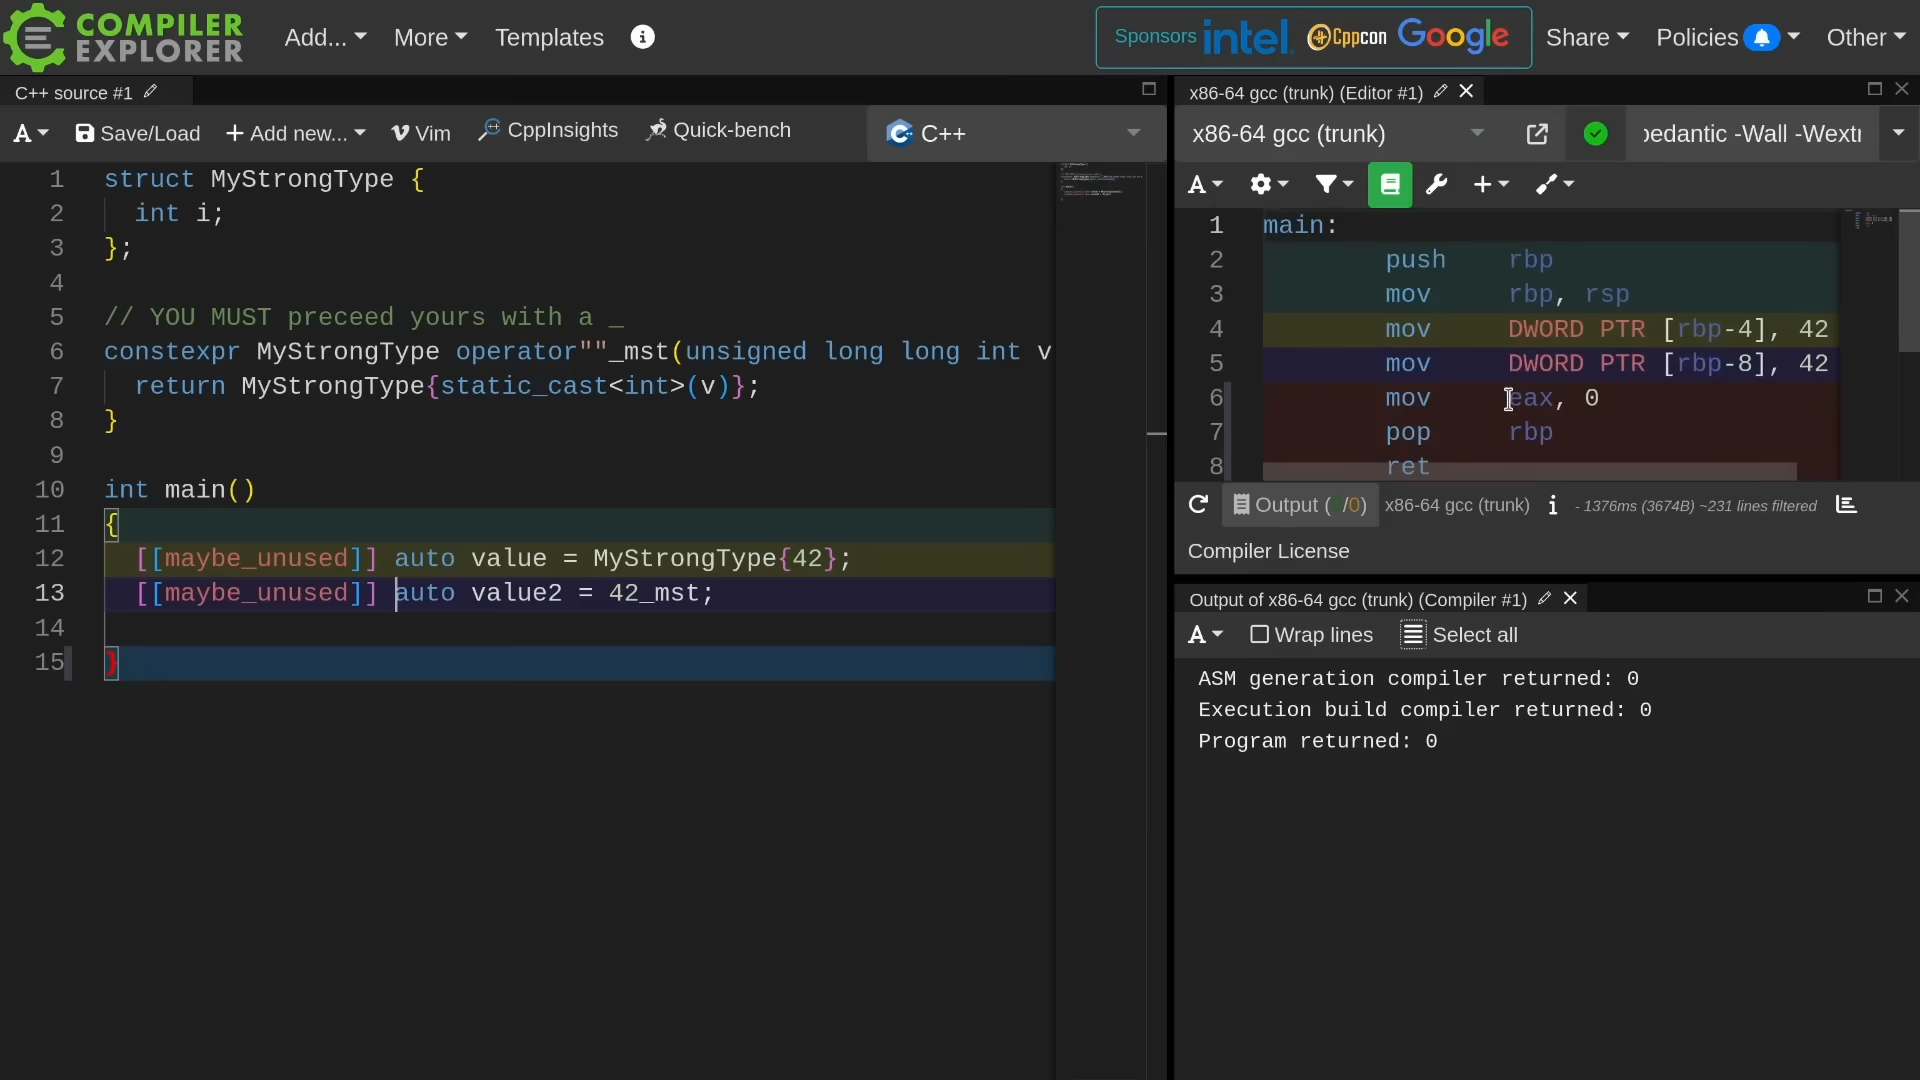 COMPILER EXPLORER
Add... More Templates
Sponsors intel. Cppcon Google Share Policies Other
C++ source #1
A Save/Load + Add new... Vim CppInsights Quick-bench C++
1 struct MyStrongType {
2 int i;
3 };
4
5 // YOU MUST preceed yours with a _
6 constexpr MyStrongType operator""_mst(unsigned long long int v
7 return MyStrongType{static_cast<int>(v)};
8 }
9
10 int main()
11 {
12 [[maybe_unused]] auto value = MyStrongType{42};
13 [[maybe_unused]] auto value2 = 42_mst;
14
15 }
x86-64 gcc (trunk) (Editor #1)
x86-64 gcc (trunk) pedantic -Wall -Wextr
A
1 main:
2 push rbp
3 mov rbp, rsp
4 mov DWORD PTR [rbp-4], 42
5 mov DWORD PTR [rbp-8], 42
6 mov eax, 0
7 pop rbp
8 ret
Output ( /0) x86-64 gcc (trunk) i - 1376ms (3674B) ~231 lines filtered
Compiler License
Output of x86-64 gcc (trunk) (Compiler #1)
A Wrap lines Select all
ASM generation compiler returned: 0
Execution build compiler returned: 0
Program returned: 0